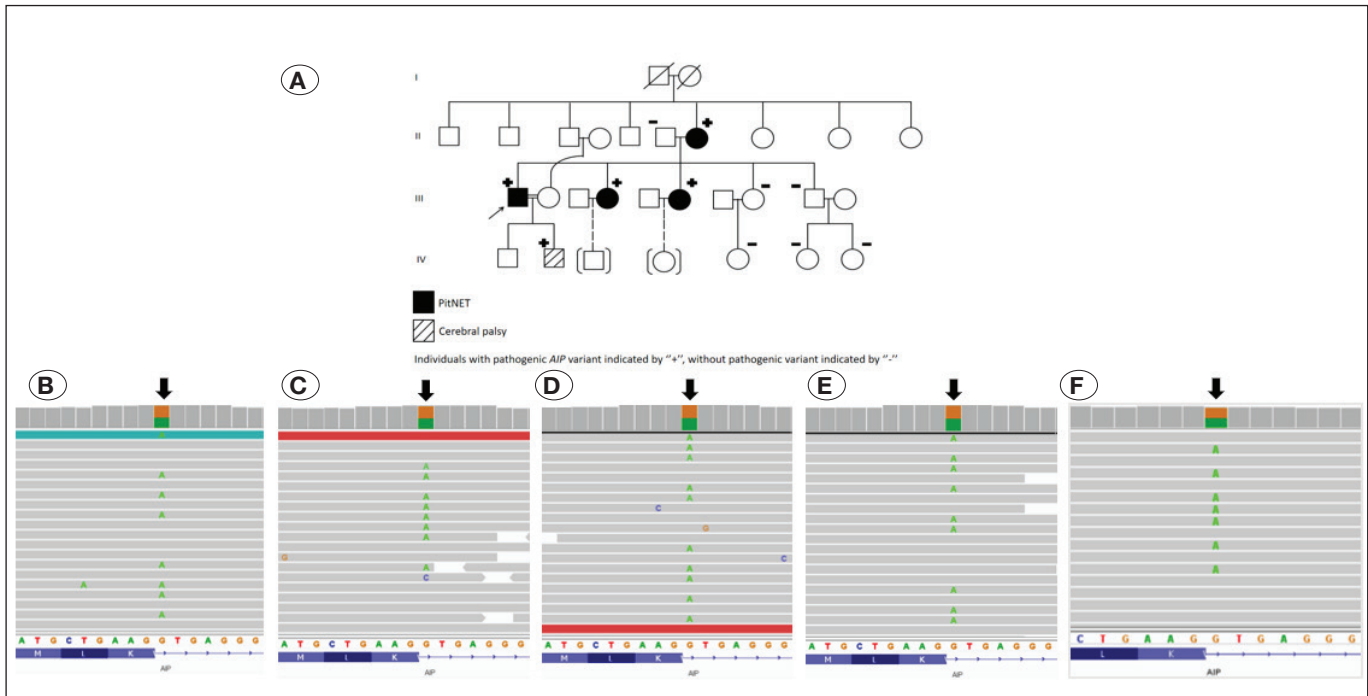 A
I
II
- +
III
+ + + - -
IV
+ - - -
PitNET
Cerebral palsy
Individuals with pathogenic AIP variant indicated by "+", without pathogenic variant indicated by "-"
B
A
A
A
A
A
A A
A
A
A T G C T G A A G G T G A G G G
M L K
AIP
C
A
A
A
A
A
A
A
G
A
C
A T G C T G A A G G T G A G G G
M L K
AIP
D
A
A
A
A
A
C
G
A
C
A
A
A
A
A T G C T G A A G G T G A G G G
M L K
AIP
E
A
A
A
A
A
A
A
A
A
A T G C T G A A G G T G A G G G
M L K
AIP
F
A
A
A
A
A
A
A
C T G A A G G T G A G G G
L K
AIP